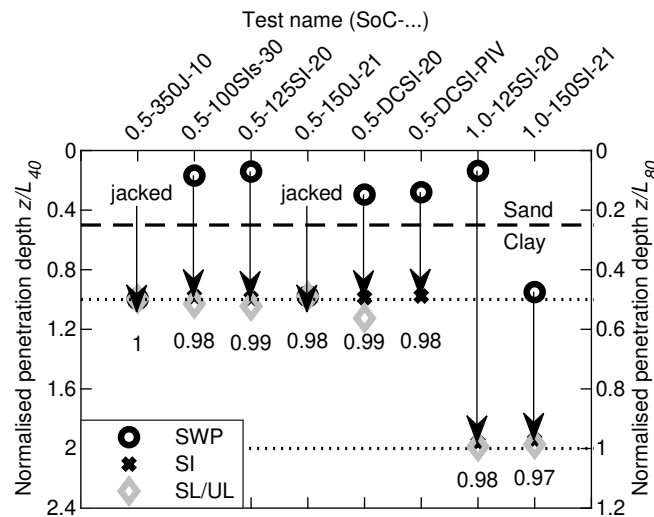 Test name (SoC-...)
0.5-350J-10
0.5-100SIs-30
0.5-125SI-20
0.5-150J-21
0.5-DCSI-20
0.5-DCSI-PIV
1.0-125SI-20
1.0-150SI-21
Normalised penetration depth z/L40
0
0.4
0.8
1.2
1.6
2
2.4
Normalised penetration depth z/L80
0
0.2
0.4
0.6
0.8
1
1.2
jacked
jacked
Sand
Clay
1
0.98
0.99
0.98
0.99
0.98
0.98
0.97
SWP
SI
SL/UL